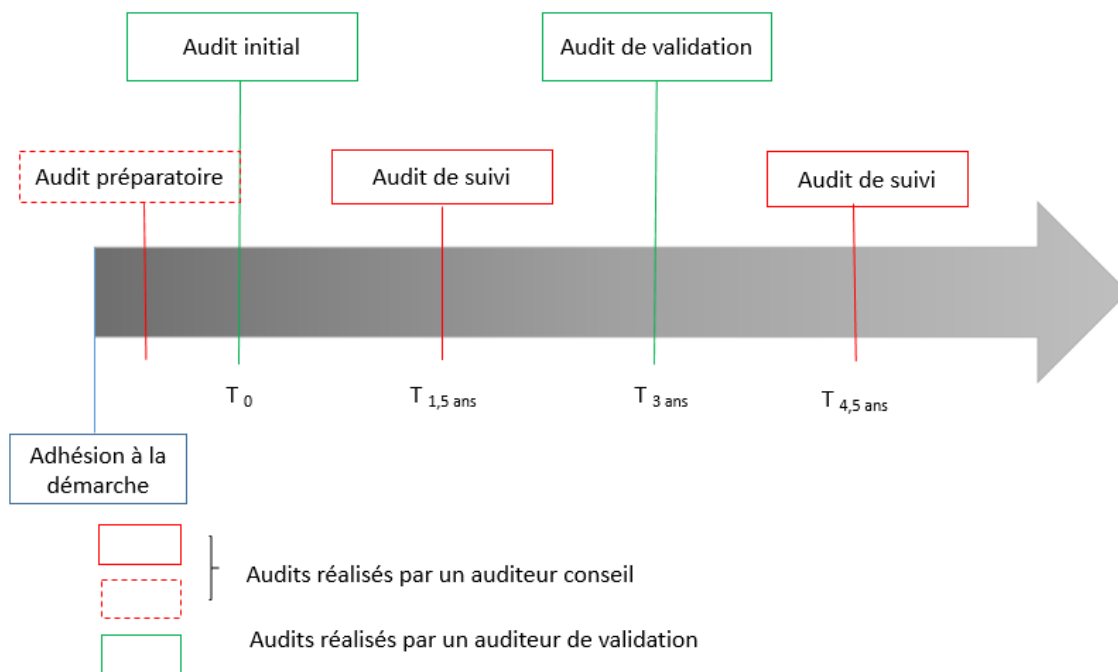 Audit initial
Audit de validation
Audit préparatoire
Audit de suivi
Audit de suivi
T 0
T 1,5 ans
T 3 ans
T 4,5 ans
Adhésion à la
démarche
Audits réalisés par un auditeur conseil
Audits réalisés par un auditeur de validation